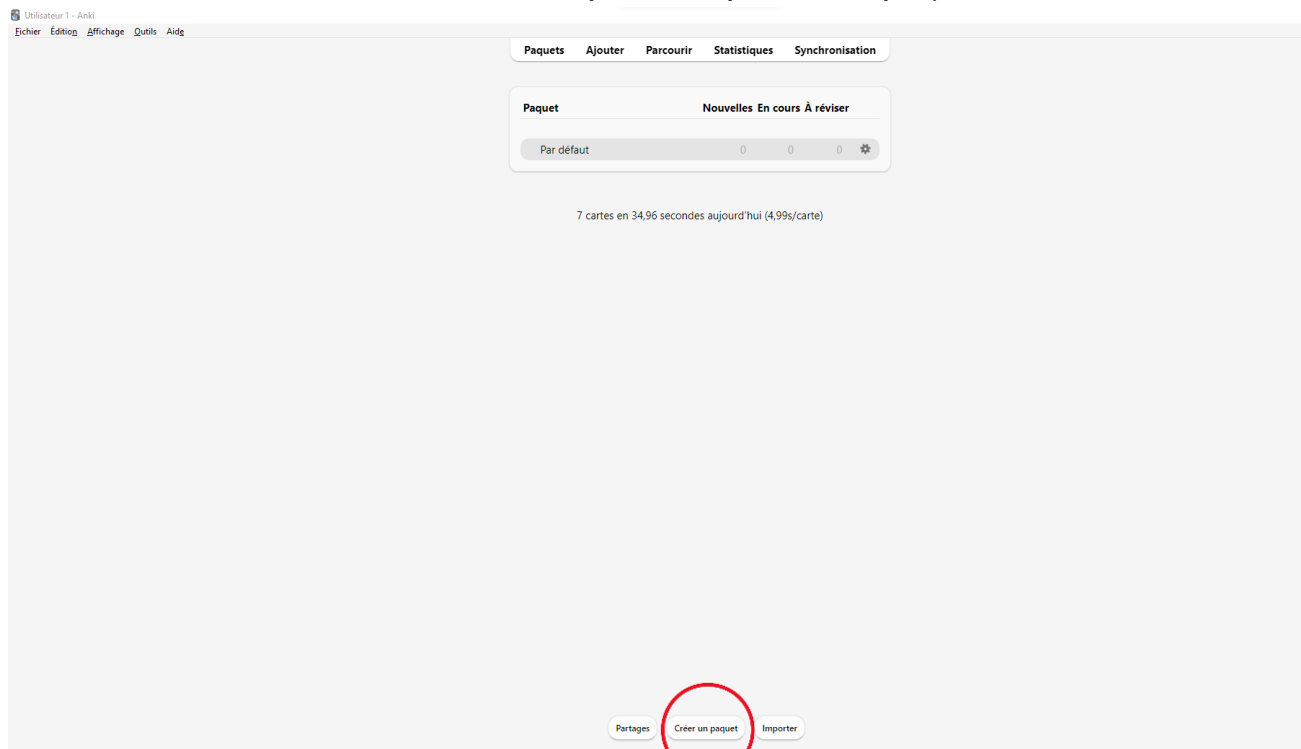 Utilisateur 1 - Anki
Fichier Édition Affichage Outils Aide
Paquets Ajouter Parcourir Statistiques Synchronisation
Paquet Nouvelles En cours À réviser
Par défaut 0 0 0
7 cartes en 34,96 secondes aujourd'hui (4,99s/carte)
Partages Créer un paquet Importer